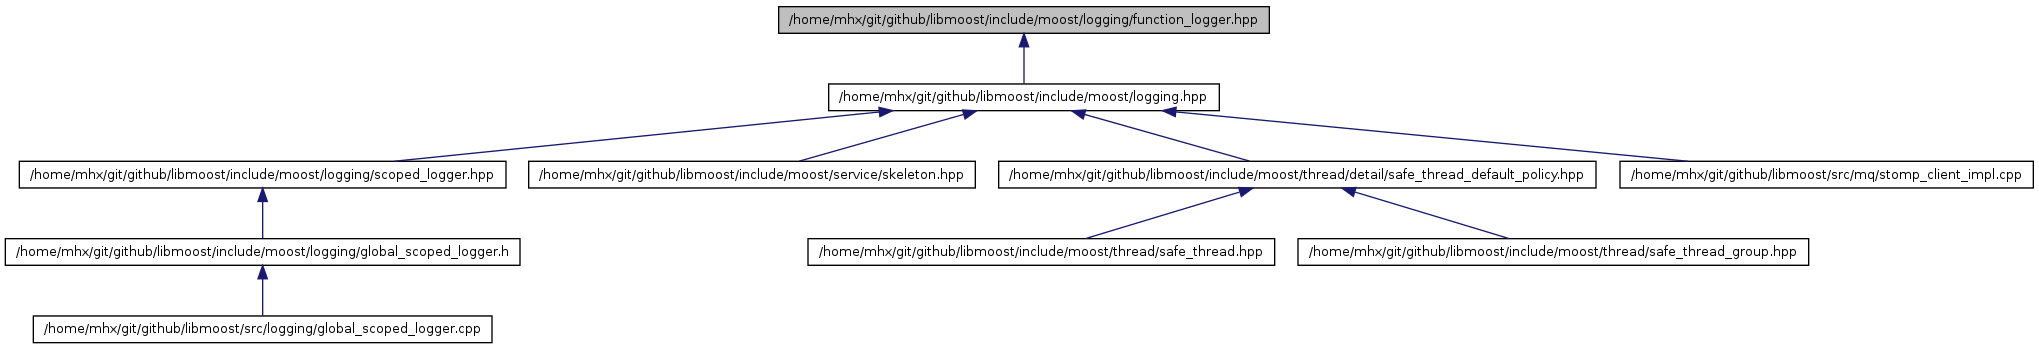 /home/mhx/git/github/libmoost/include/moost/logging/function_logger.hpp
/home/mhx/git/github/libmoost/include/moost/logging.hpp
/home/mhx/git/github/libmoost/include/moost/logging/scoped_logger.hpp
/home/mhx/git/github/libmoost/include/moost/service/skeleton.hpp
/home/mhx/git/github/libmoost/include/moost/thread/detail/safe_thread_default_policy.hpp
/home/mhx/git/github/libmoost/src/mq/stomp_client_impl.cpp
/home/mhx/git/github/libmoost/include/moost/logging/global_scoped_logger.h
/home/mhx/git/github/libmoost/include/moost/thread/safe_thread.hpp
/home/mhx/git/github/libmoost/include/moost/thread/safe_thread_group.hpp
/home/mhx/git/github/libmoost/src/logging/global_scoped_logger.cpp